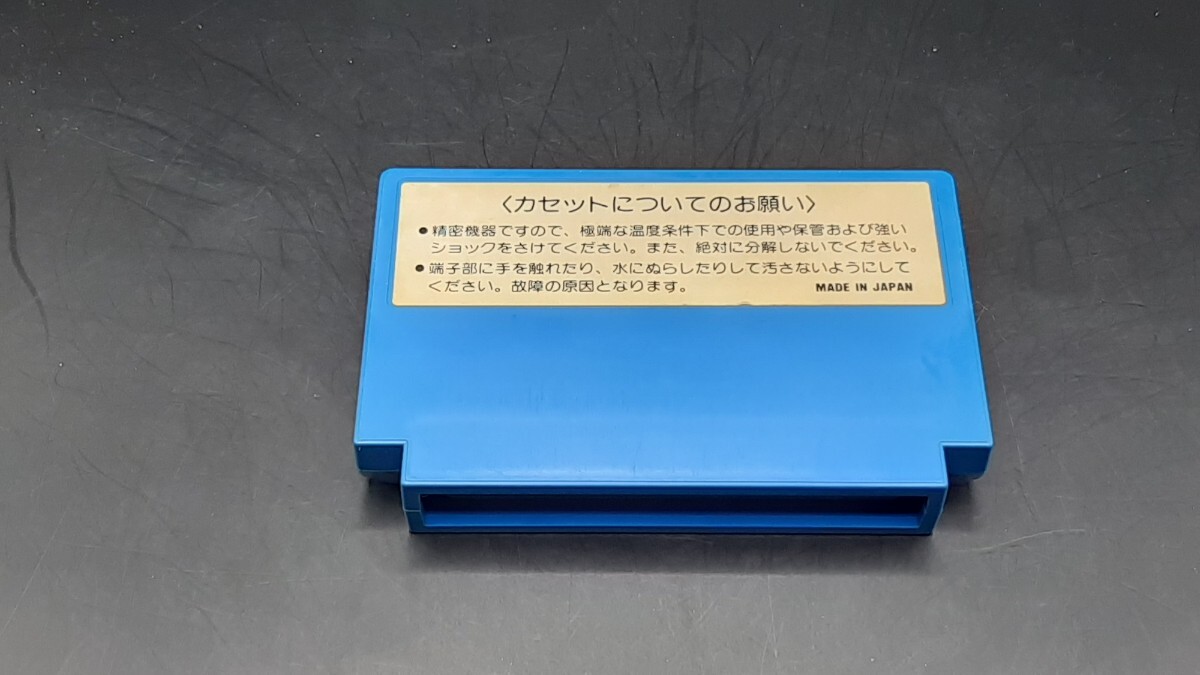 〈カセットについてのお願い〉
●精密機器ですので、極端な温度条件下での使用や保管および強い
ショックをさけてください。また、絶対に分解しないでください。
●端子部に手を触れたり、水にぬらしたりして汚さないようにして
ください。故障の原因となります。 MADE IN JAPAN